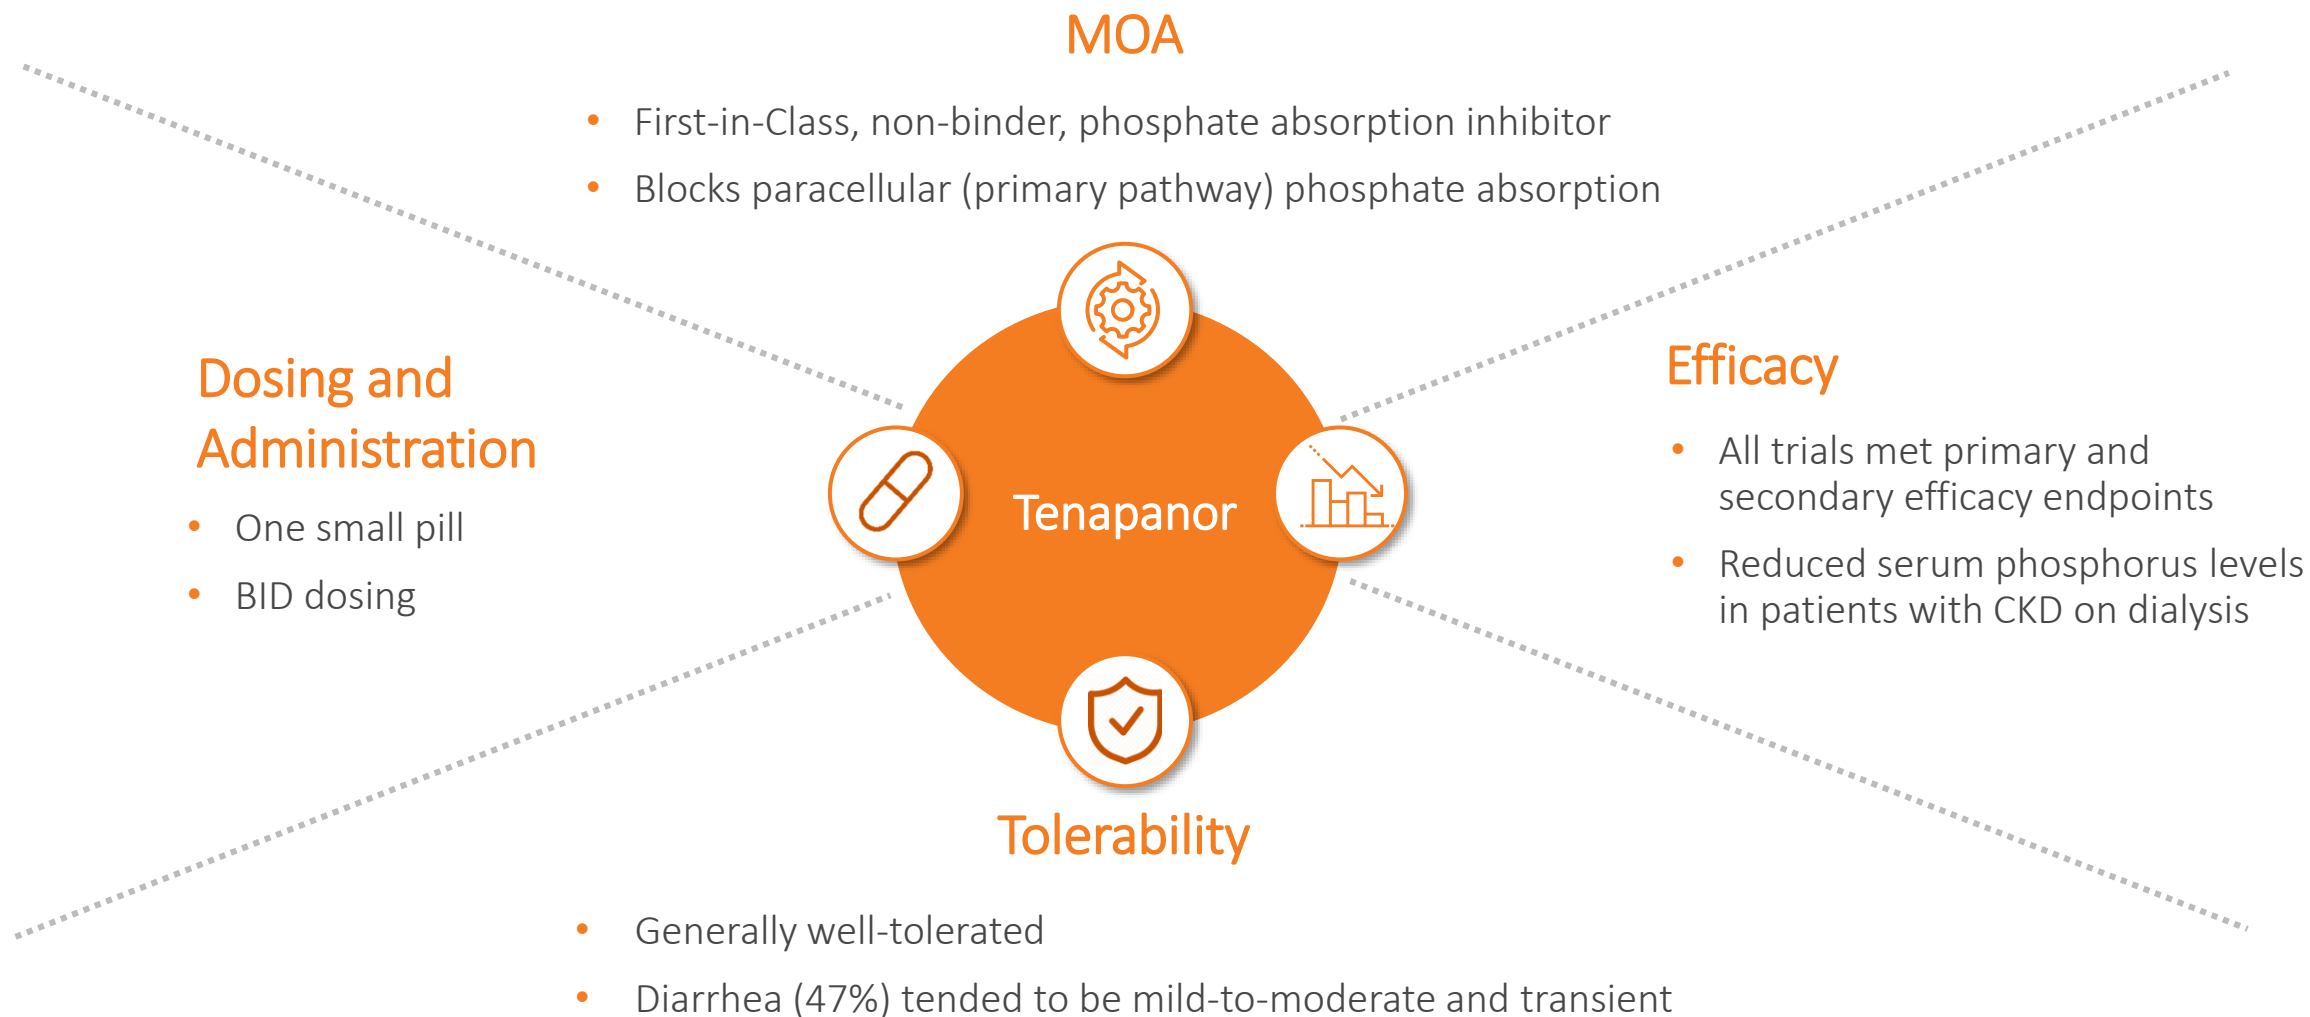 MOA
• First-in-Class, non-binder, phosphate absorption inhibitor
• Blocks paracellular (primary pathway) phosphate absorption
Dosing and
Administration
• One small pill
• BID dosing
Tenapanor
Efficacy
• All trials met primary and
secondary efficacy endpoints
• Reduced serum phosphorus levels
in patients with CKD on dialysis
Tolerability
• Generally well-tolerated
• Diarrhea (47%) tended to be mild-to-moderate and transient